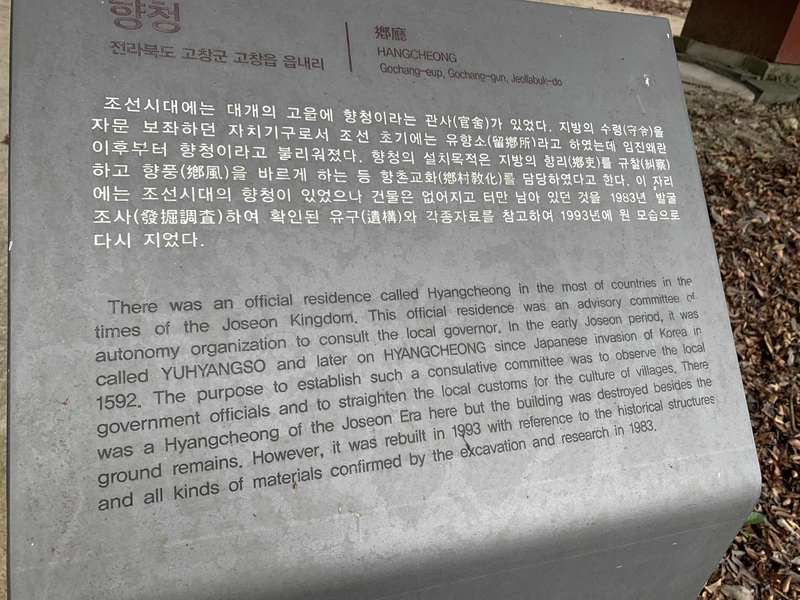 향청
전라북도 고창군 고창읍 읍내리
鄕廳
HANGCHEONG
Gochang-eup, Gochang-gun, Jeollabuk-do
조선시대에는 대개의 고을에 향청이라는 관사(官舍)가 있었다. 지방의 수령(守令)을
자문 보좌하던 자치기구로서 조선 초기에는 유향소(留鄕所)라고 하였는데 임진왜란
이후부터 향청이라고 불리워졌다. 향청의 설치목적은 지방의 향리(鄕吏)를 규찰(糾察)
하고 향풍(鄕風)을 바르게 하는 등 향촌교화(鄕村敎化)를 담당하였다고 한다. 이 자리
에는 조선시대의 향청이 있었으나 건물은 없어지고 터만 남아 있던 것을 1983년 발굴
조사(發掘調査)하여 확인된 유구(遺構)와 각종자료를 참고하여 1993년에 원 모습으로
다시 지었다.
There was an official residence called Hyangcheong in the most of countries in the
times of the Joseon Kingdom. This official residence was an advisory committee of
autonomy organization to consult the local governor. In the early Joseon period, it was
called YUHYANGSO and later on HYANGCHEONG since Japanese invasion of Korea in
1592. The purpose to establish such a consulative committee was to observe the local
government officials and to straighten the local customs for the culture of villages. There
was a Hyangcheong of the Joseon Era here but the building was destroyed besides the
ground remains. However, it was rebuilt in 1993 with reference to the historical structures
and all kinds of materials confirmed by the excavation and research in 1983.